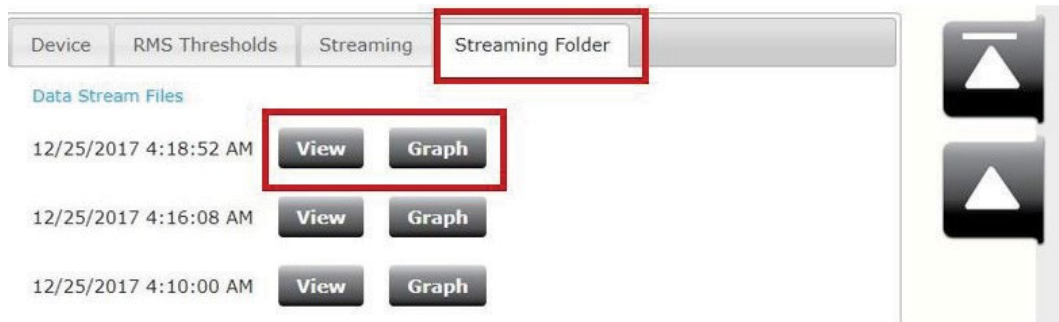 Device RMS Thresholds Streaming Streaming Folder
Data Stream Files
12/25/2017 4:18:52 AM View Graph
12/25/2017 4:16:08 AM View Graph
12/25/2017 4:10:00 AM View Graph